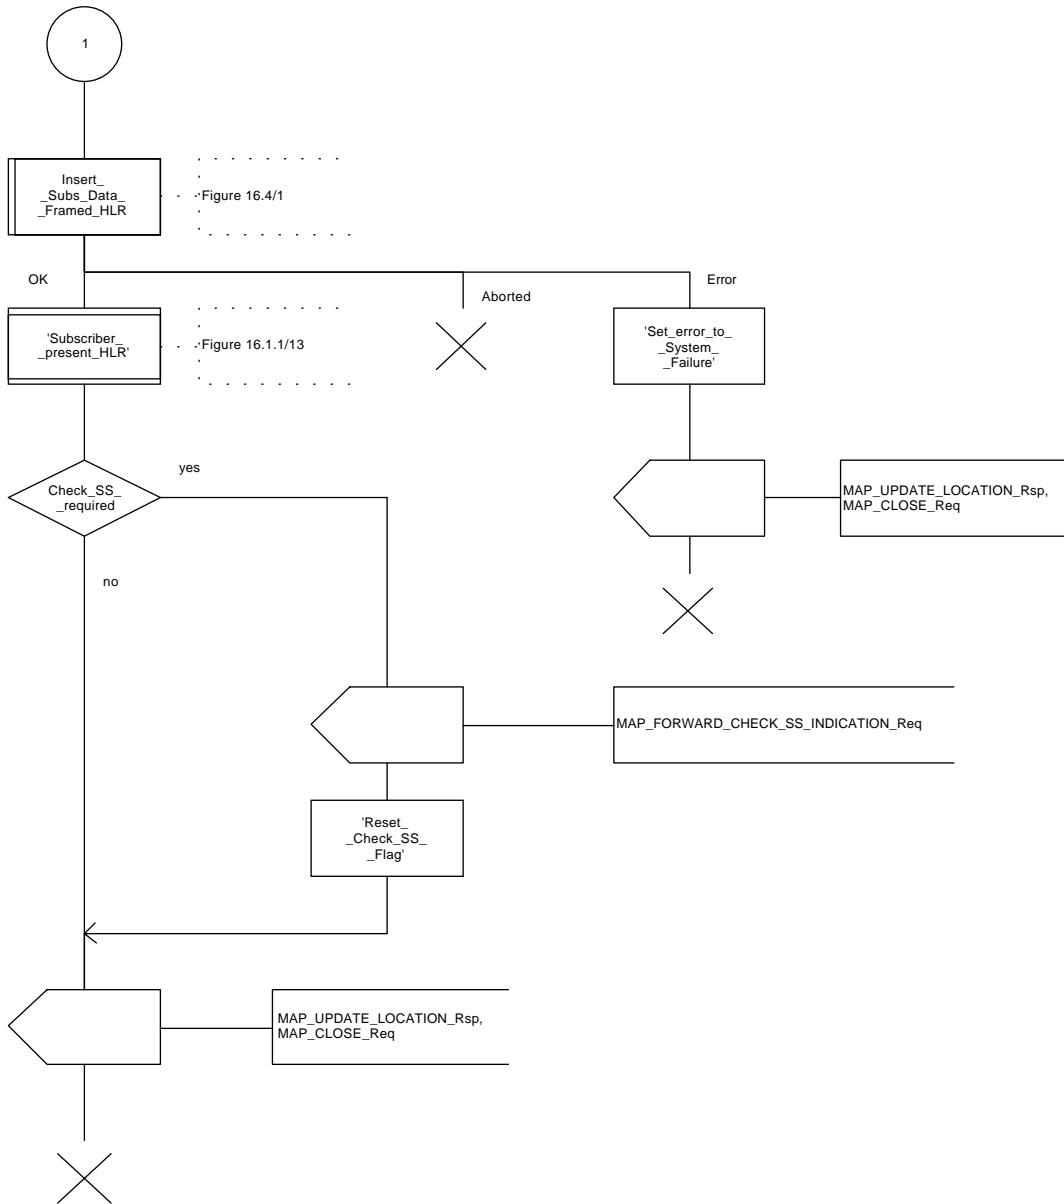 1
Insert_
_Subs_Data_
_Framed_HLR
Figure 16.4/1
OK
Aborted
Error
'Subscriber_
_present_HLR'
Figure 16.1.1/13
'Set_error_to_
_System_
_Failure'
Check_SS_
_required
yes
no
MAP_UPDATE_LOCATION_Rsp,
MAP_CLOSE_Req
MAP_FORWARD_CHECK_SS_INDICATION_Req
'Reset_
_Check_SS_
_Flag'
MAP_UPDATE_LOCATION_Rsp,
MAP_CLOSE_Req